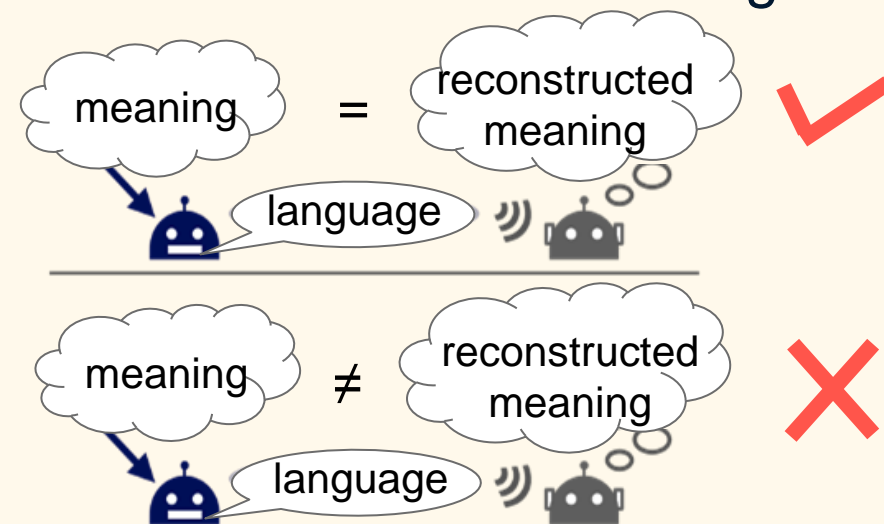 meaning
=
reconstructed
meaning
language
meaning
≠
reconstructed
meaning
language